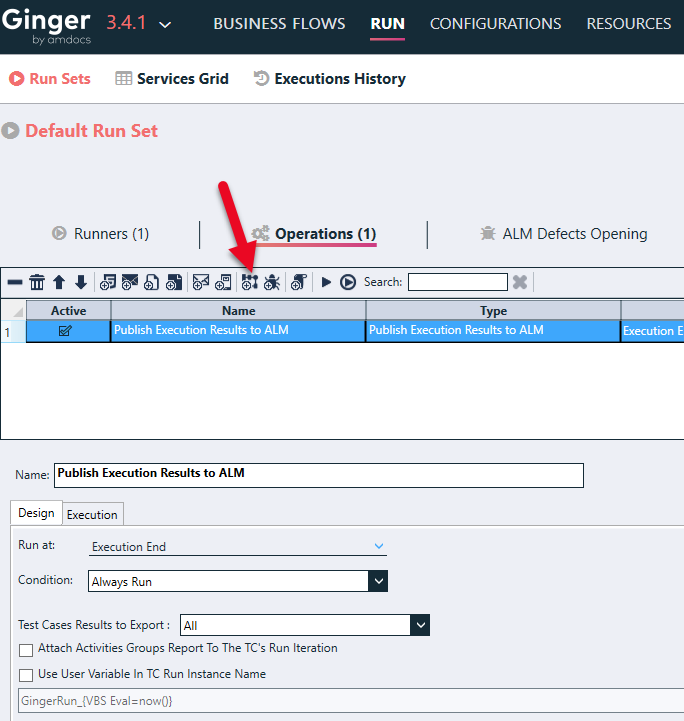 Ginger 3.4.1 BUSINESS FLOWS RUN CONFIGURATIONS RESOURCES
by amdocs
Run Sets Services Grid Executions History
Default Run Set
Runners (1) Operations (1) ALM Defects Opening
Search:
Active Name Type
1 Publish Execution Results to ALM Publish Execution Results to ALM Execution E
Name: Publish Execution Results to ALM
Design Execution
Run at: Execution End
Condition: Always Run
Test Cases Results to Export : All
Attach Activities Groups Report To The TC's Run Iteration
Use User Variable In TC Run Instance Name
GingerRun_{VBS Eval=now()}